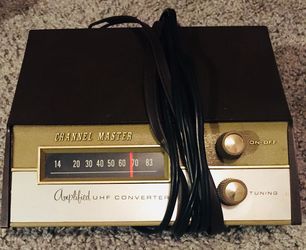 CHANNEL MASTER
ON-OFF
14 20 30 40 50 60 70 83
Amplified UHF CONVERTER
TUNING